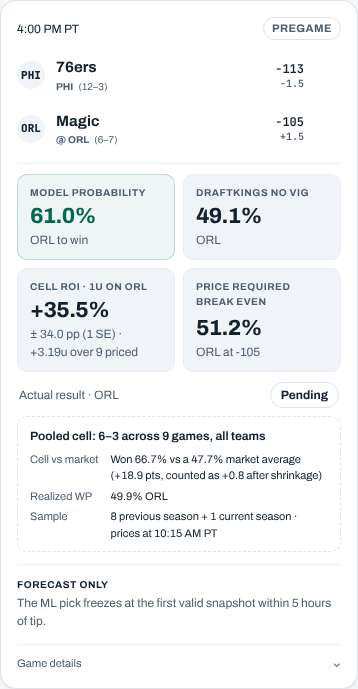 4:00 PM PT
PREGAME
PHI
76ers
-113
PHI (12–3)
-1.5
ORL
Magic
-105
@ ORL (6–7)
+1.5
MODEL PROBABILITY
61.0%
ORL to win
DRAFTKINGS NO VIG
49.1%
ORL
CELL ROI · 1U ON ORL
+35.5%
± 34.0 pp (1 SE) ·
+3.19u over 9 priced
PRICE REQUIRED
BREAK EVEN
51.2%
ORL at -105
Actual result · ORL
Pending
Pooled cell: 6–3 across 9 games, all teams
Cell vs market
Won 66.7% vs a 47.7% market average
(+18.9 pts, counted as +0.8 after shrinkage)
Realized WP
49.9% ORL
Sample
8 previous season + 1 current season ·
prices at 10:15 AM PT
FORECAST ONLY
The ML pick freezes at the first valid snapshot within 5 hours
of tip.
Game details